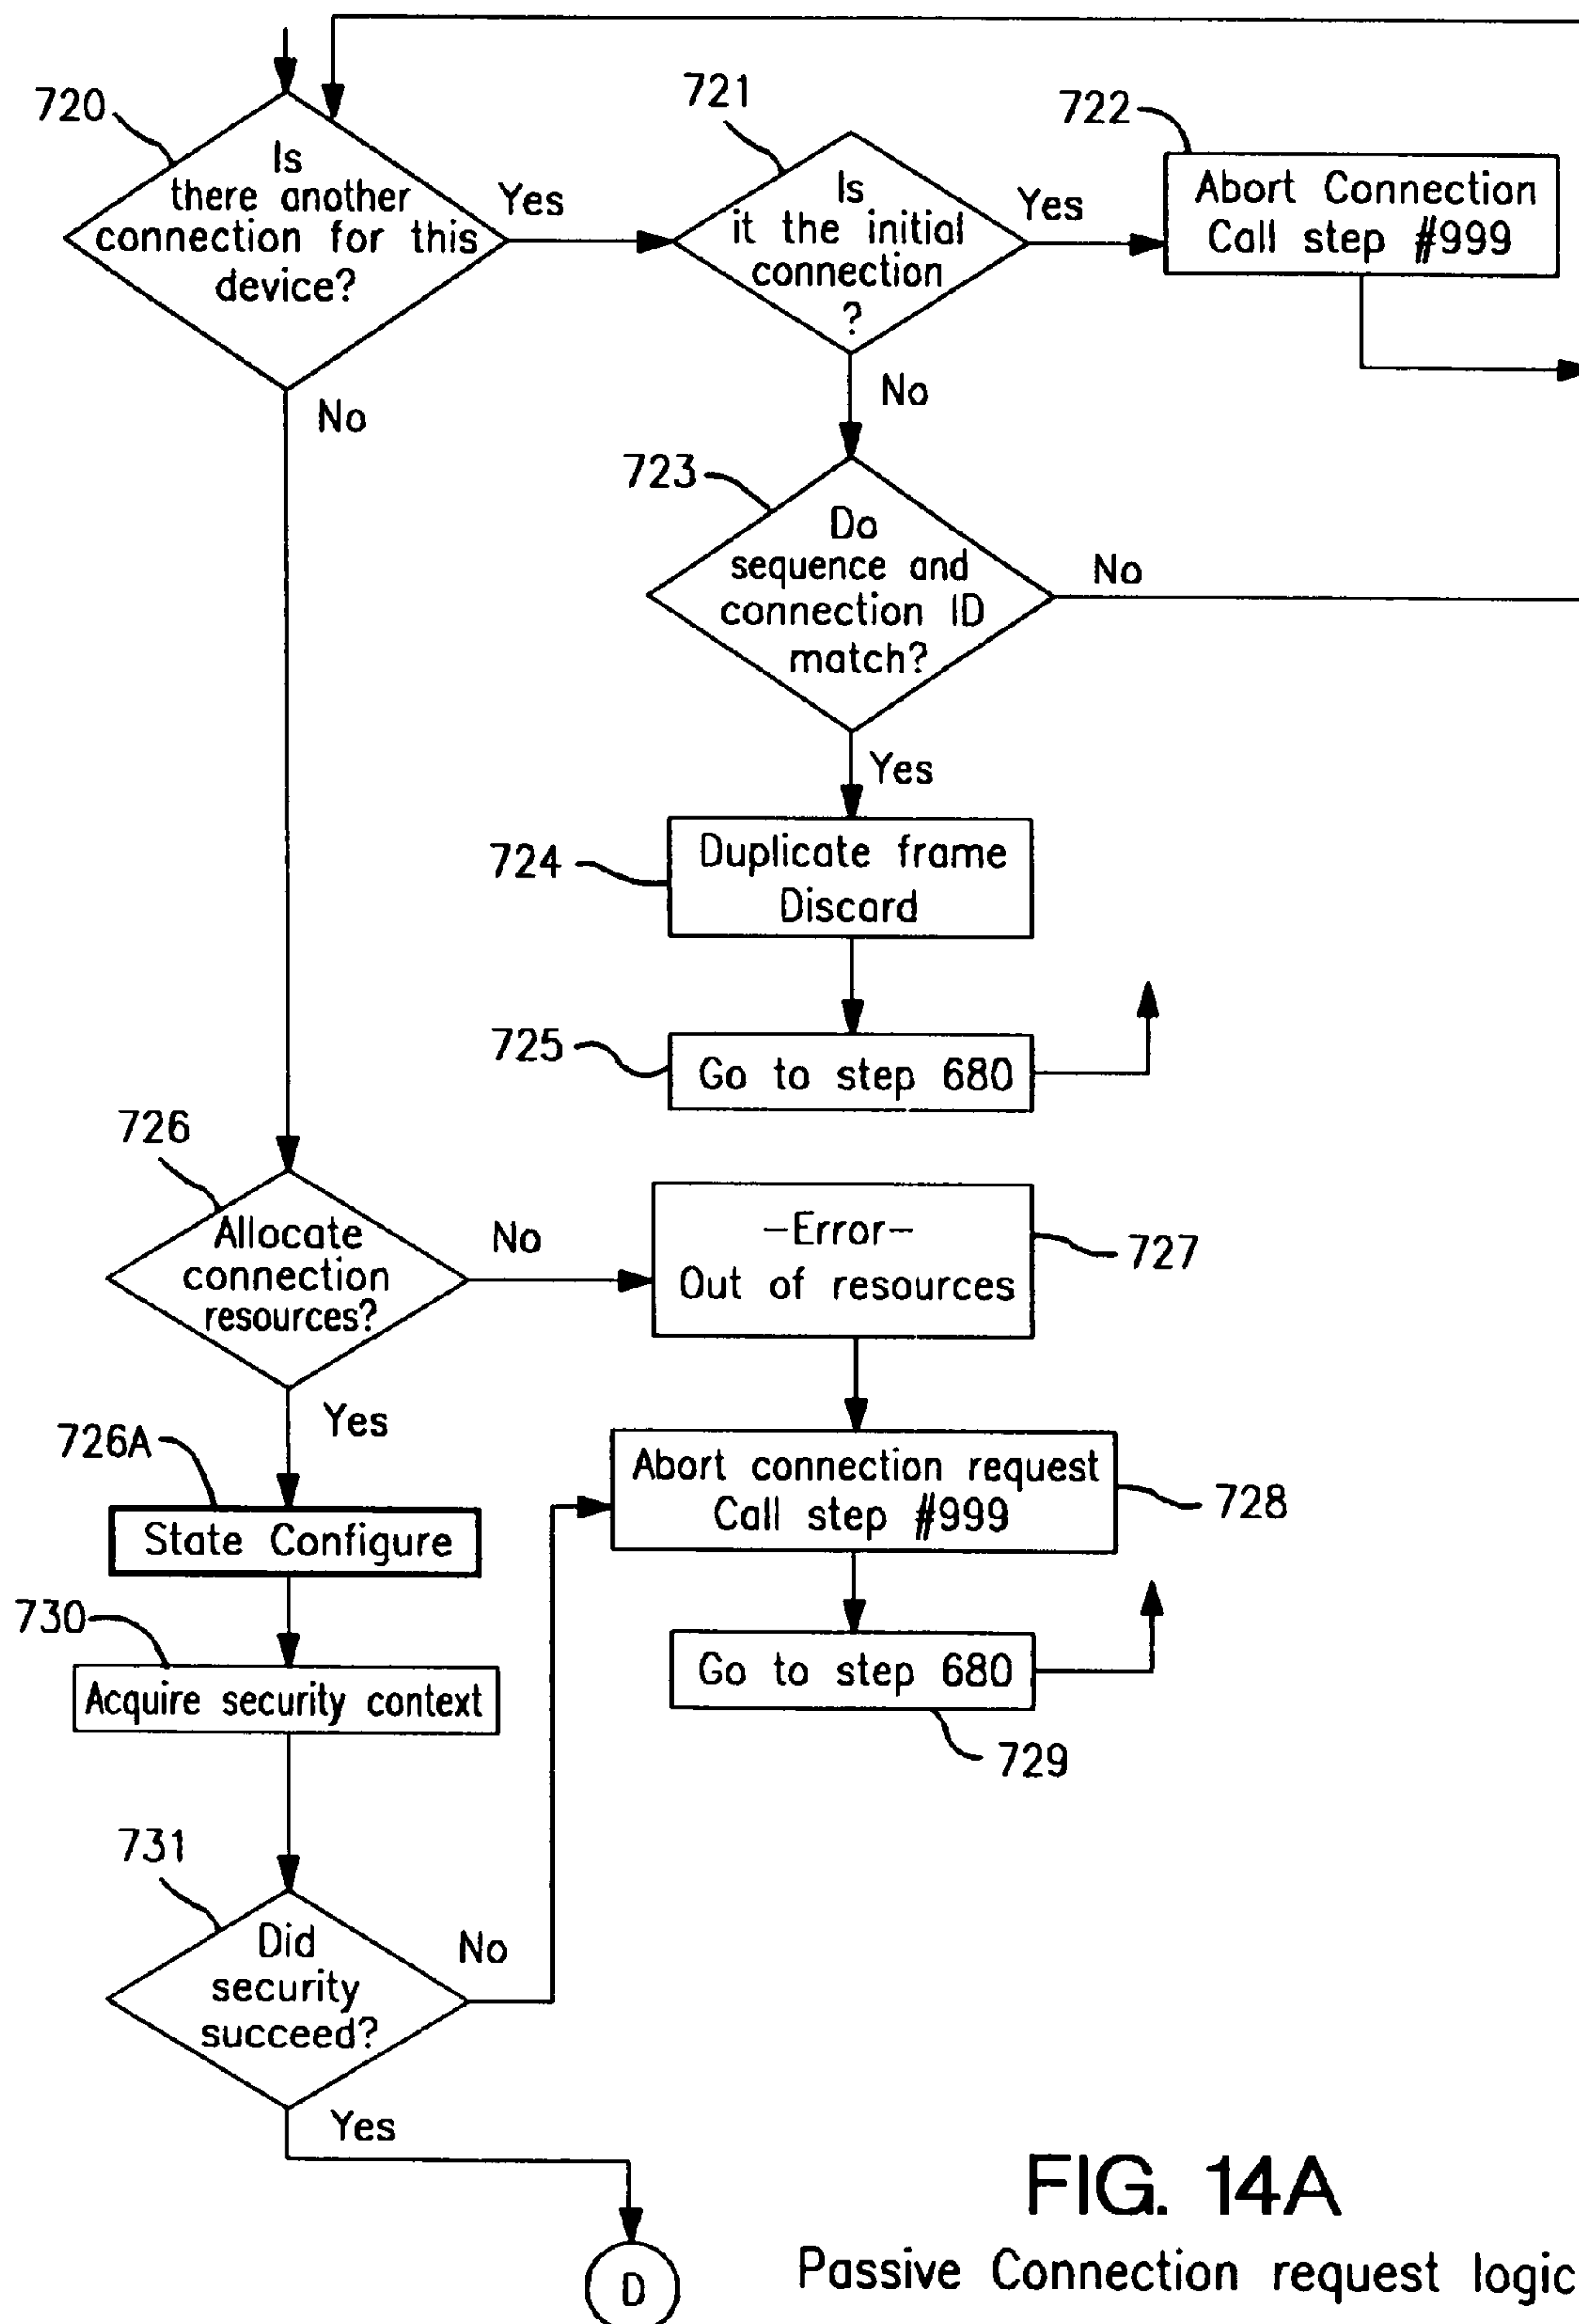 720
Is
there another
connection for this
device?
Yes
No
721
Is
it the initial
connection
?
Yes
No
722
Abort Connection
Call step #999
723
Do
sequence and
connection ID
match?
No
Yes
724
Duplicate frame
Discard
725
Go to step 680
726
Allocate
connection
resources?
No
Yes
–Error–
Out of resources
727
726A
State Configure
Abort connection request
Call step #999
728
730
Acquire security context
Go to step 680
729
731
Did
security
succeed?
No
Yes
D
FIG. 14A
Passive Connection request logic